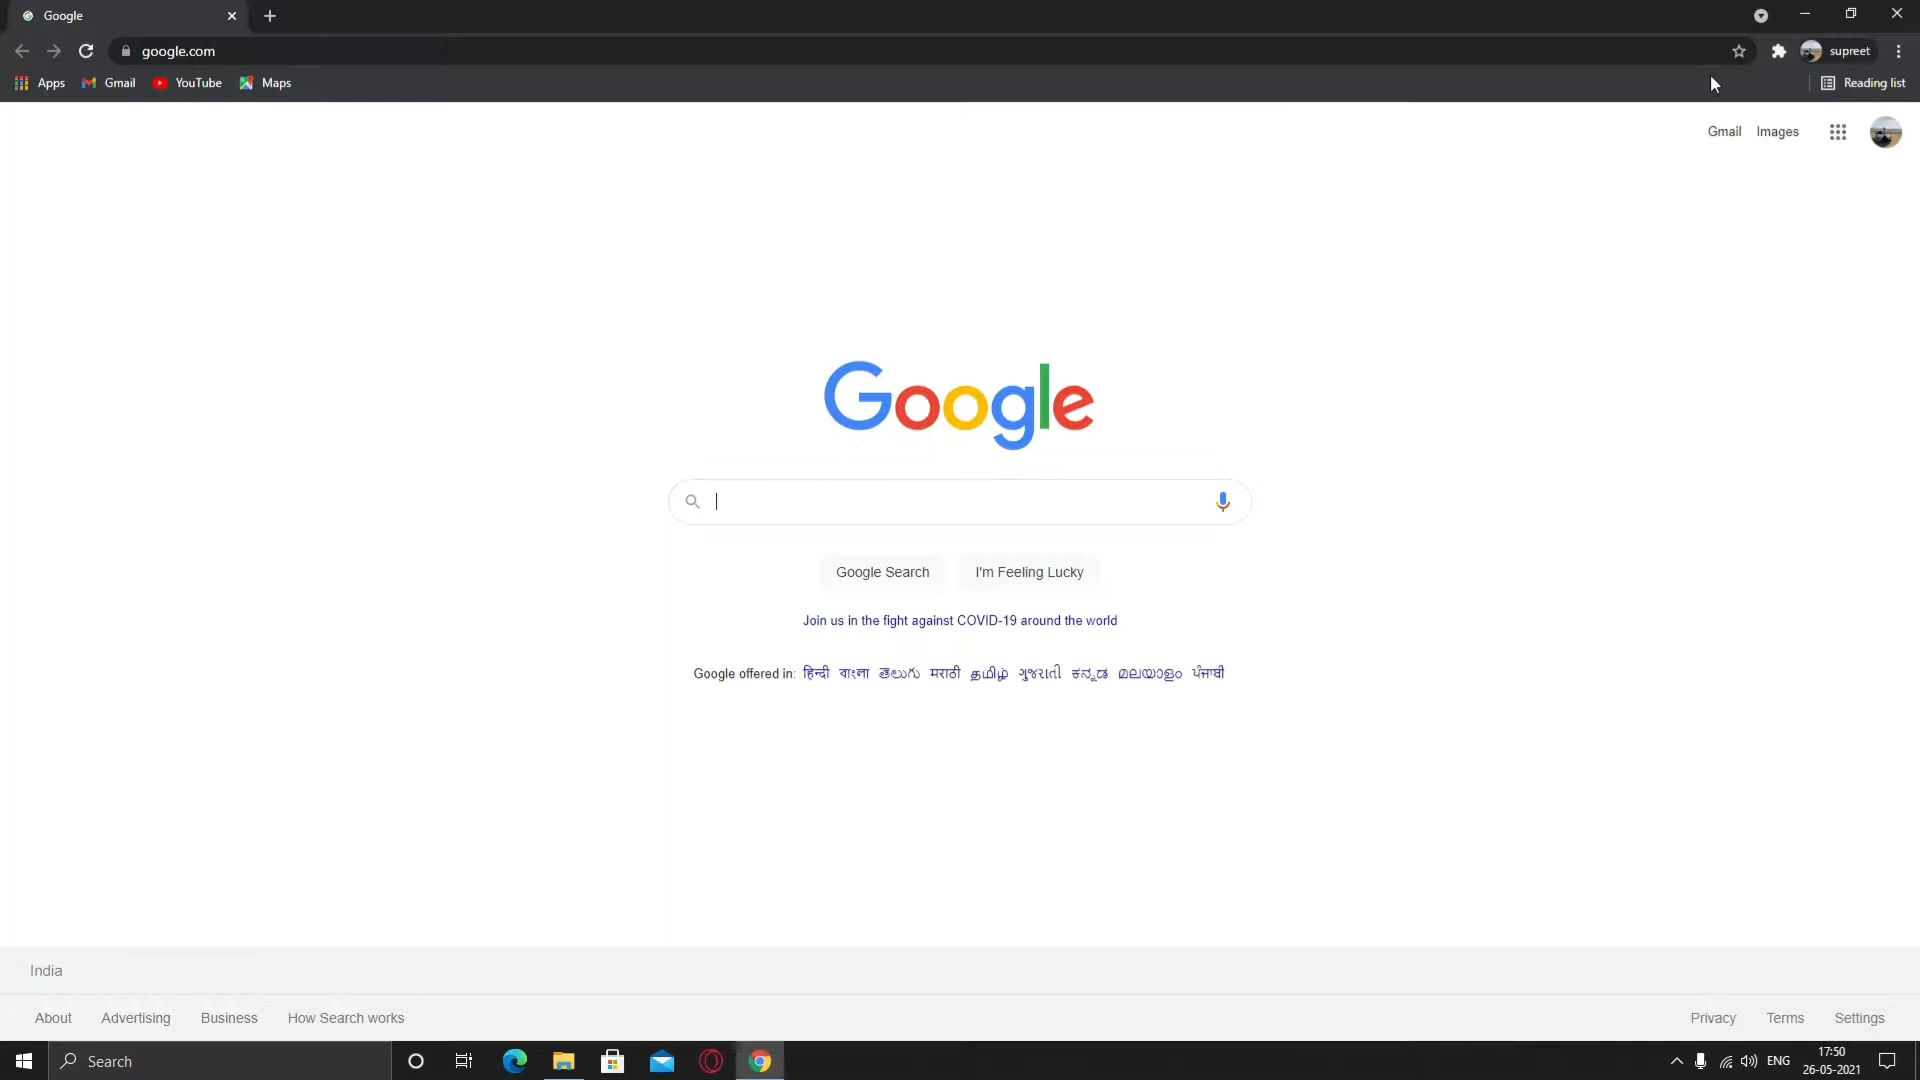 Google
google.com
supreet
Apps Gmail YouTube Maps
Reading list
Gmail Images
Google
Google Search I'm Feeling Lucky
Join us in the fight against COVID-19 around the world
Google offered in: हिन्दी বাংলা తెలుగు मराठी தமிழ் ગુજરાતી ಕನ್ನಡ മലയാളം ਪੰਜਾਬੀ
India
About Advertising Business How Search works
Privacy Terms Settings
Search
ENG
17:50
26-05-2021